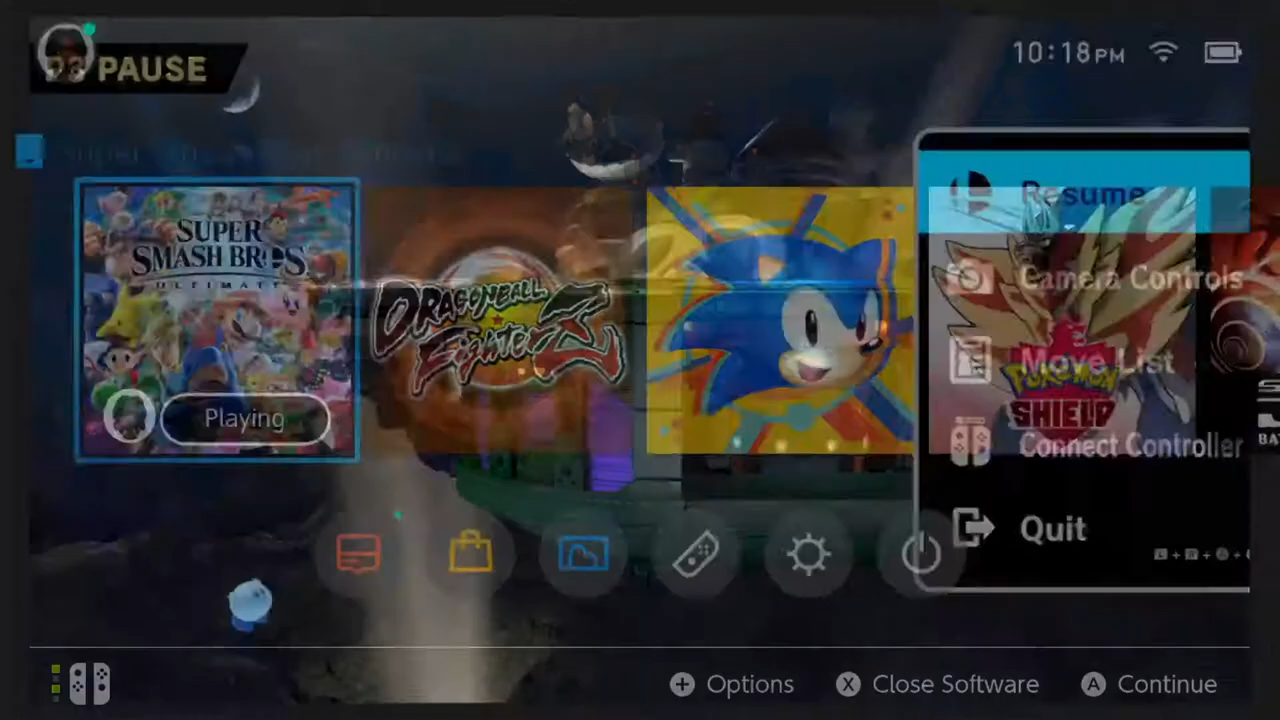 PAUSE
10:18PM
Resume
SUPER
SMASH BROS.
ULTIMATE
Camera Controls
DRAGONBALL
FighterZ
Move List
POKÉMON
SHIELD
Playing
Connect Controller
BA
Quit
Options
Close Software
Continue